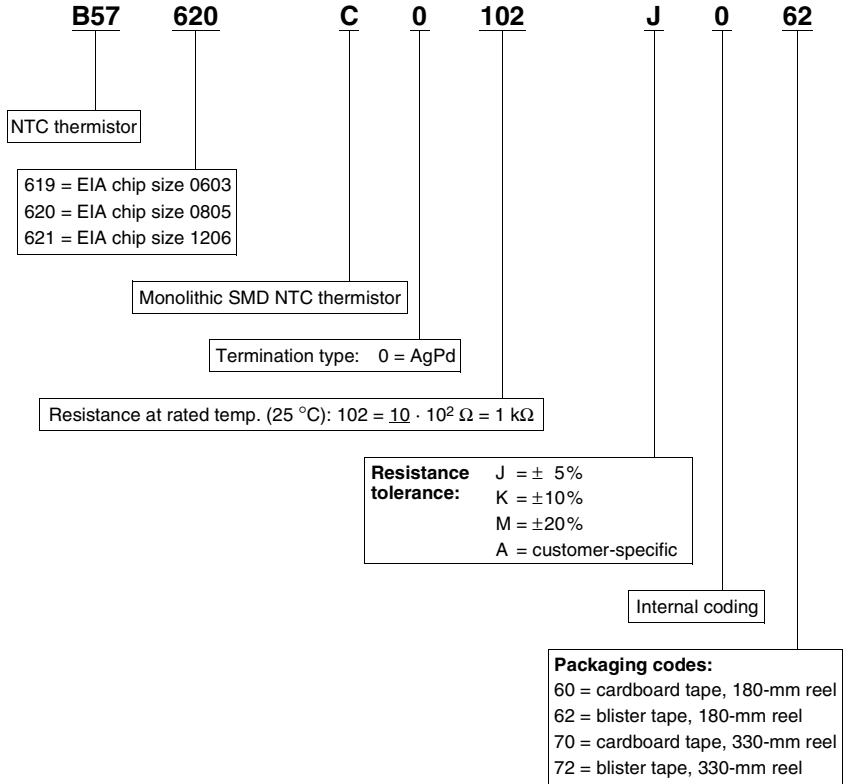 B57 620 C 0 102 J 0 62
NTC thermistor
619 = EIA chip size 0603
620 = EIA chip size 0805
621 = EIA chip size 1206
Monolithic SMD NTC thermistor
Termination type: 0 = AgPd
Resistance at rated temp. (25 °C): 102 = 10 · 10² Ω = 1 kΩ
Resistance J = ± 5%
tolerance: K = ±10%
M = ±20%
A = customer-specific
Internal coding
Packaging codes:
60 = cardboard tape, 180-mm reel
62 = blister tape, 180-mm reel
70 = cardboard tape, 330-mm reel
72 = blister tape, 330-mm reel